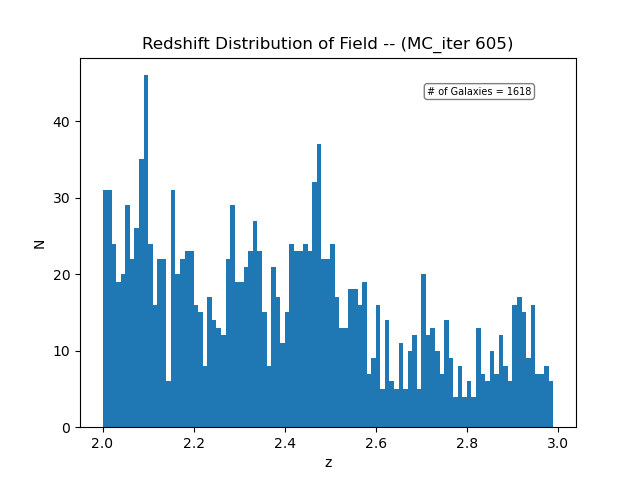 Redshift Distribution of Field -- (MC_iter 605)
# of Galaxies = 1618
40
30
20
10
0
N
2.0 2.2 2.4 2.6 2.8 3.0
z